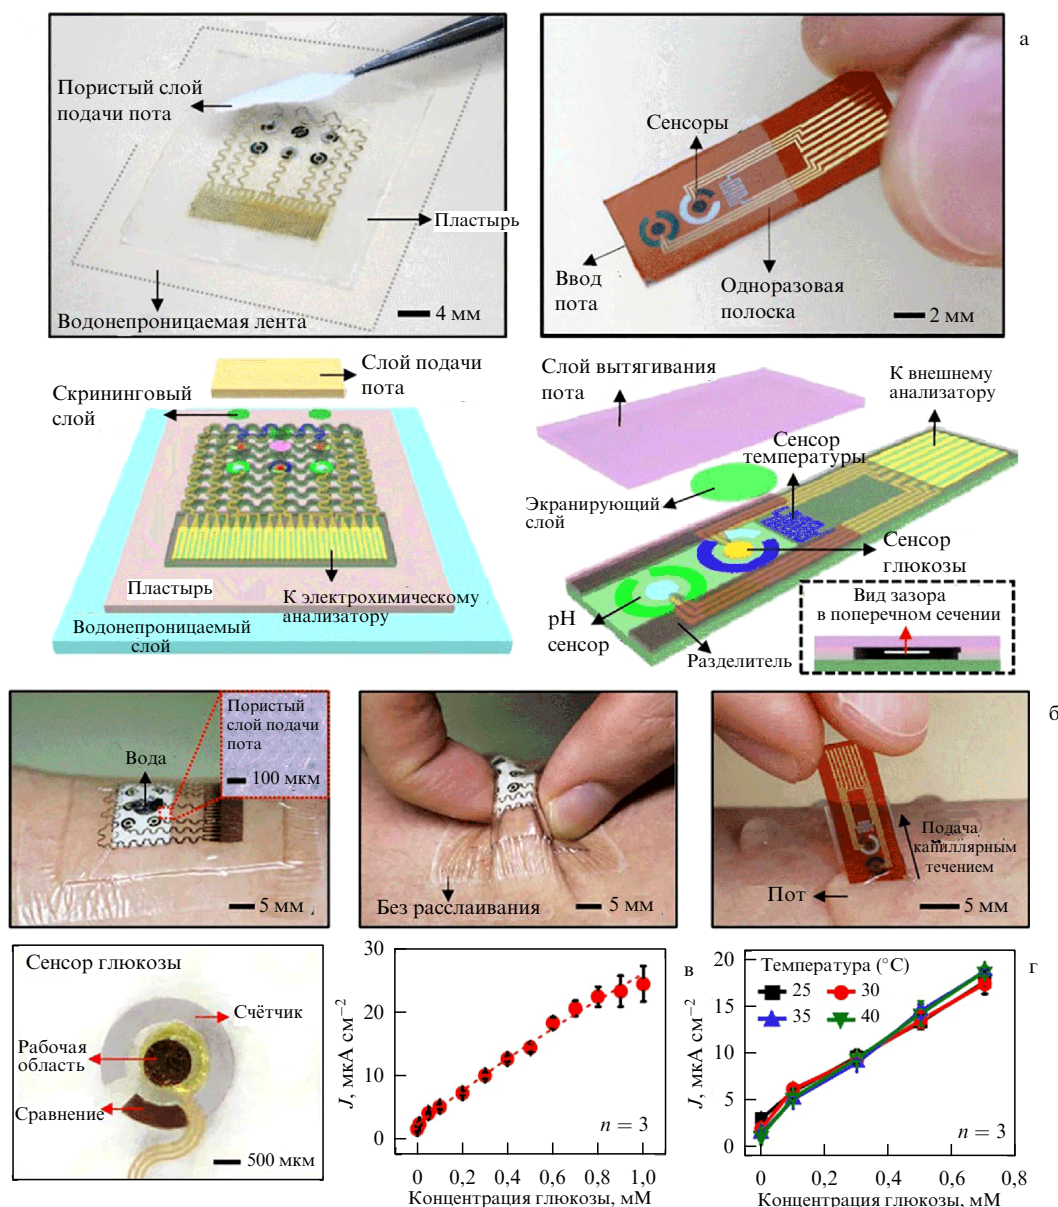 а
Пористый слой
подачи пота
Пластырь
Водонепроницаемая лента
4 мм
Сенсоры
Ввод
пота
Одноразовая
полоска
2 мм
Слой подачи
пота
Скрининговый
слой
Пластырь
К электрохимическому
анализатору
Водонепроницаемый
слой
Слой вытягивания
пота
К внешнему
анализатору
Сенсор
температуры
Экранирующий
слой
Сенсор
глюкозы
pH
сенсор
Разделитель
Вид зазора
в поперечном сечении
б
Пористый
слой подачи
пота
100 мкм
Вода
5 мм
Без расслаивания
5 мм
Подача
капиллярным
течением
Пот
5 мм
Сенсор глюкозы
Счётчик
Рабочая
область
Сравнение
500 мкм
в
J, мкА см−2
30
20
10
0
n = 3
0 0,2 0,4 0,6 0,8 1,0
Концентрация глюкозы, мМ
г
J, мкА см−2
20
15
10
5
0
Температура (°C)
25 30
35 40
n = 3
0 0,2 0,4 0,6 0,8
Концентрация глюкозы, мМ